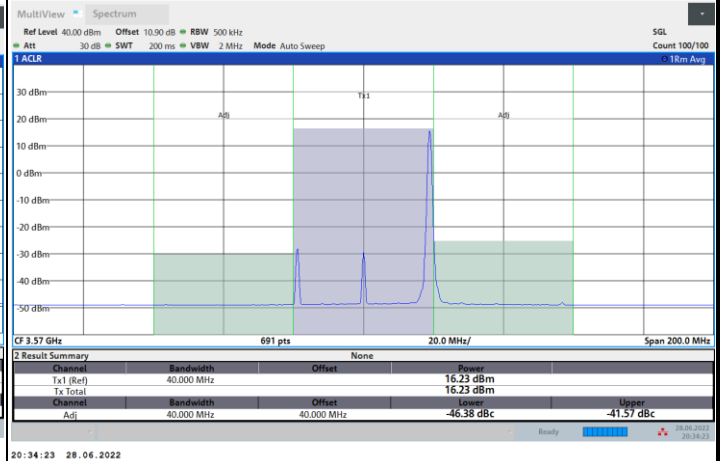 MultiView Spectrum
Ref Level 40.00 dBm Offset 10.90 dB RBW 500 kHz SGL
Att 30 dB SWT 200 ms VBW 2 MHz Mode Auto Sweep Count 100/100
1 ACLR 1Rm Avg
Tx1
Adj Adj
30 dBm
20 dBm
10 dBm
0 dBm
-10 dBm
-20 dBm
-30 dBm
-40 dBm
-50 dBm
CF 3.57 GHz 691 pts 20.0 MHz/ Span 200.0 MHz
2 Result Summary None
Channel Bandwidth Offset Power
Tx1 (Ref) 40.000 MHz 16.23 dBm
Tx Total 16.23 dBm
Channel Bandwidth Offset Lower Upper
Adj 40.000 MHz 40.000 MHz -46.38 dBc -41.57 dBc
Ready 28.06.2022
20:34:23
20:34:23 28.06.2022